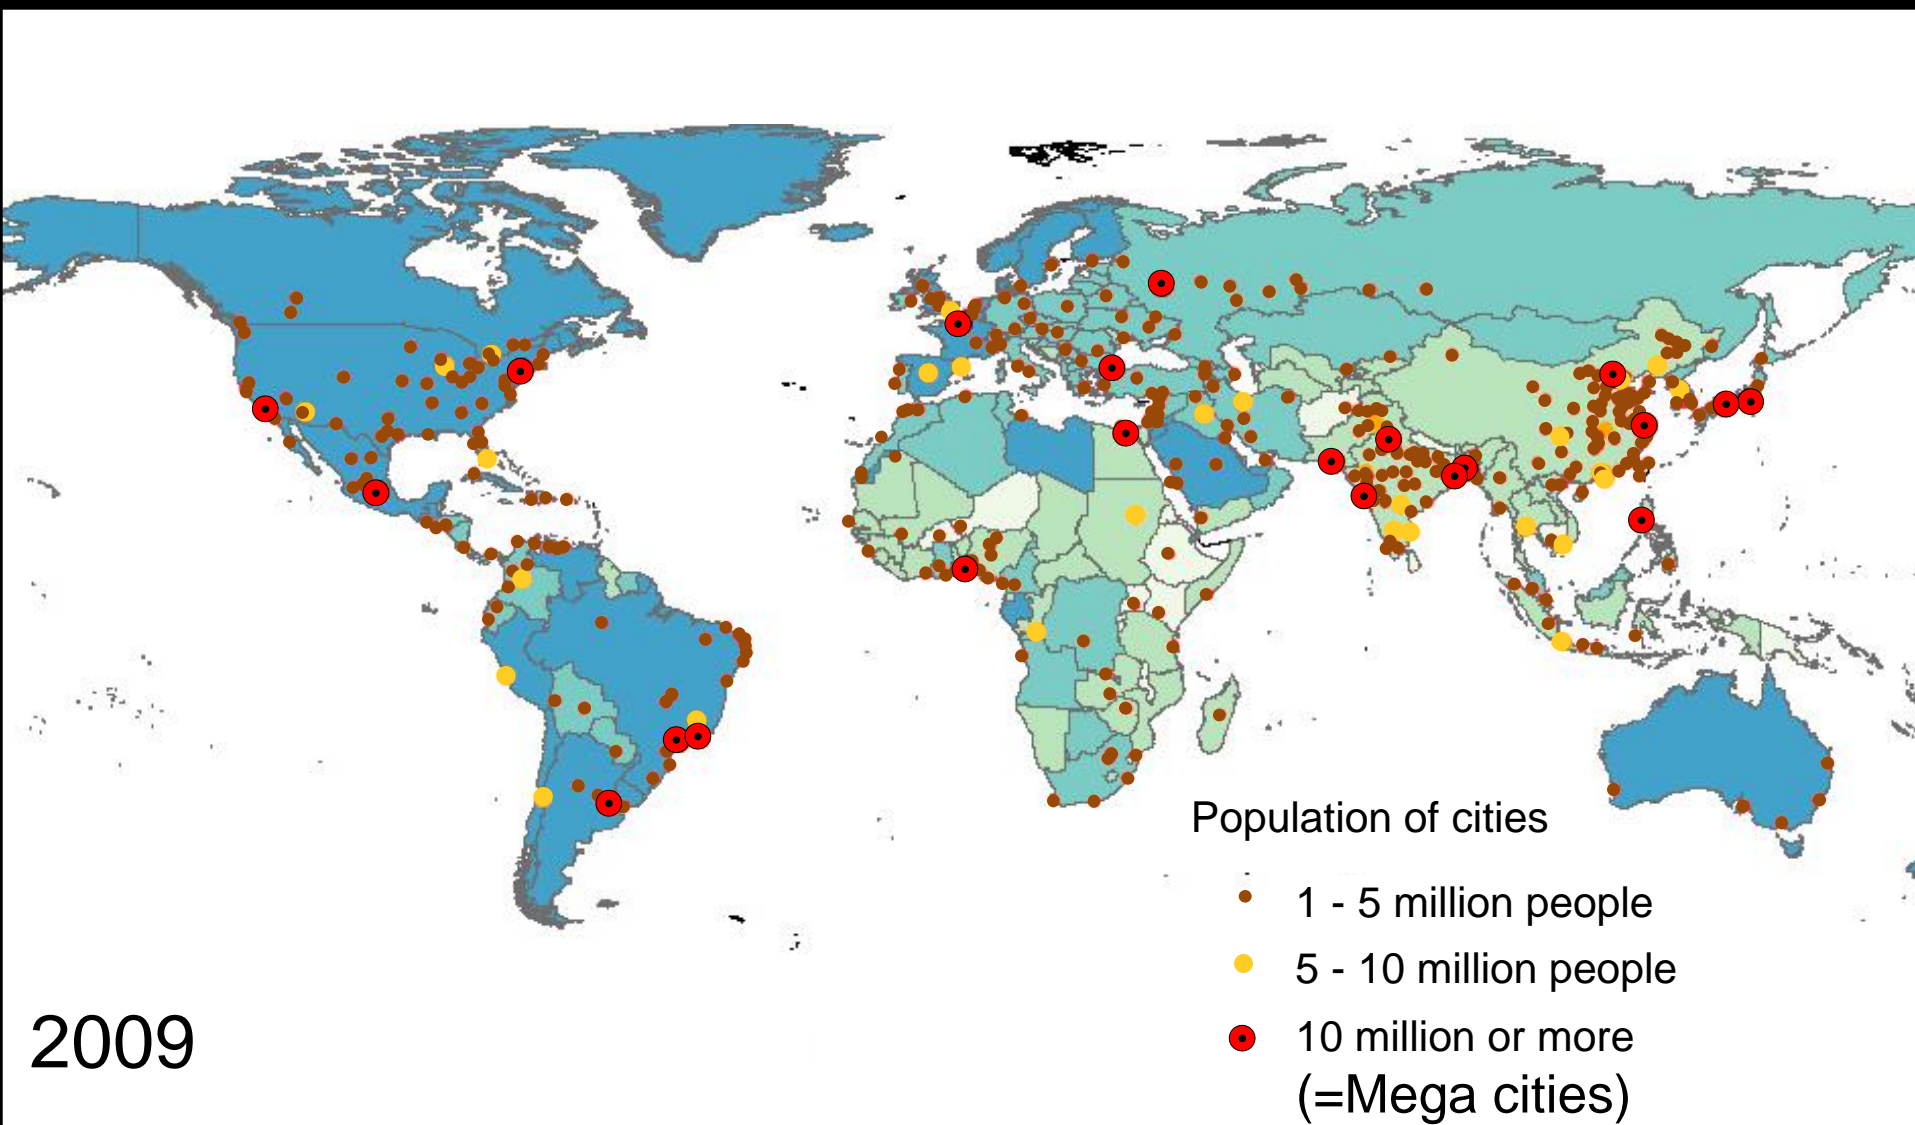 Population of cities
1 - 5 million people
5 - 10 million people
10 million or more
(=Mega cities)
2009